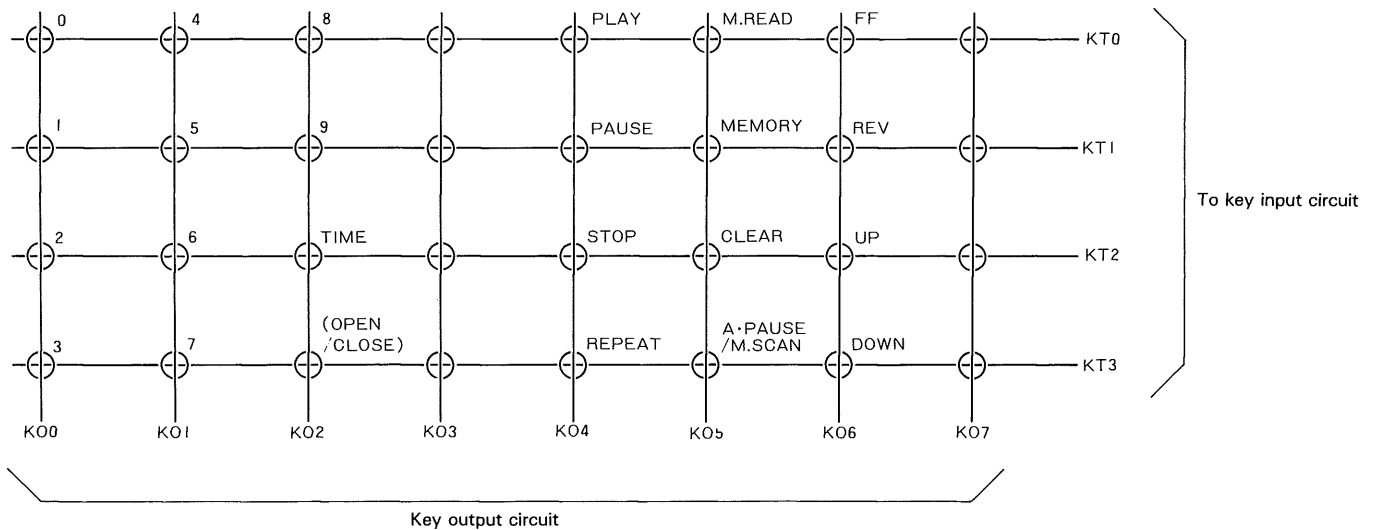 0 4 8 PLAY M.READ FF
KT0
1 5 9 PAUSE MEMORY REV
KT1
To key input circuit
2 6 TIME STOP CLEAR UP
KT2
(OPEN
/CLOSE)
A·PAUSE
/M.SCAN
3 7 REPEAT DOWN
KT3
KO0 KO1 KO2 KO3 KO4 KO5 KO6 KO7
Key output circuit